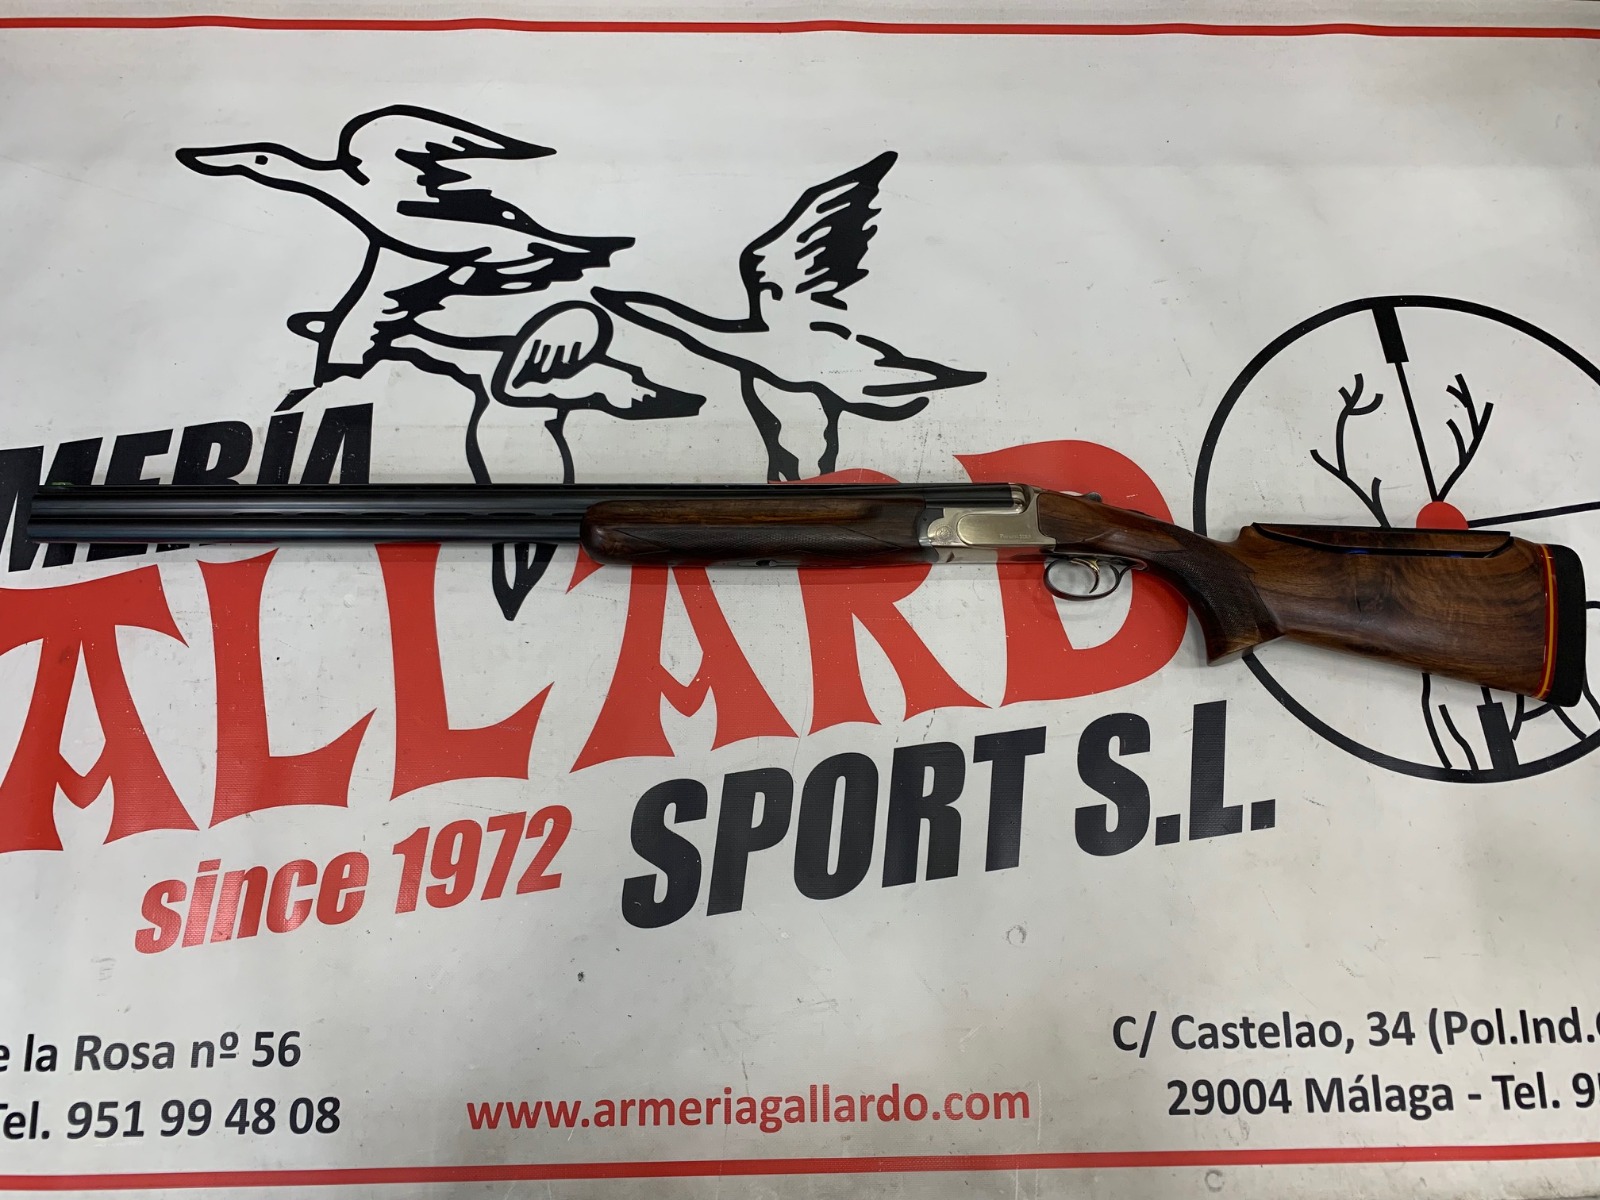 MERÍA
ALLARD
SPORT S.L.
since 1972
e la Rosa nº 56
Tel. 951 99 48 08
www.armeriagallardo.com
C/ Castelao, 34 (Pol.Ind.
29004 Málaga - Tel. 95